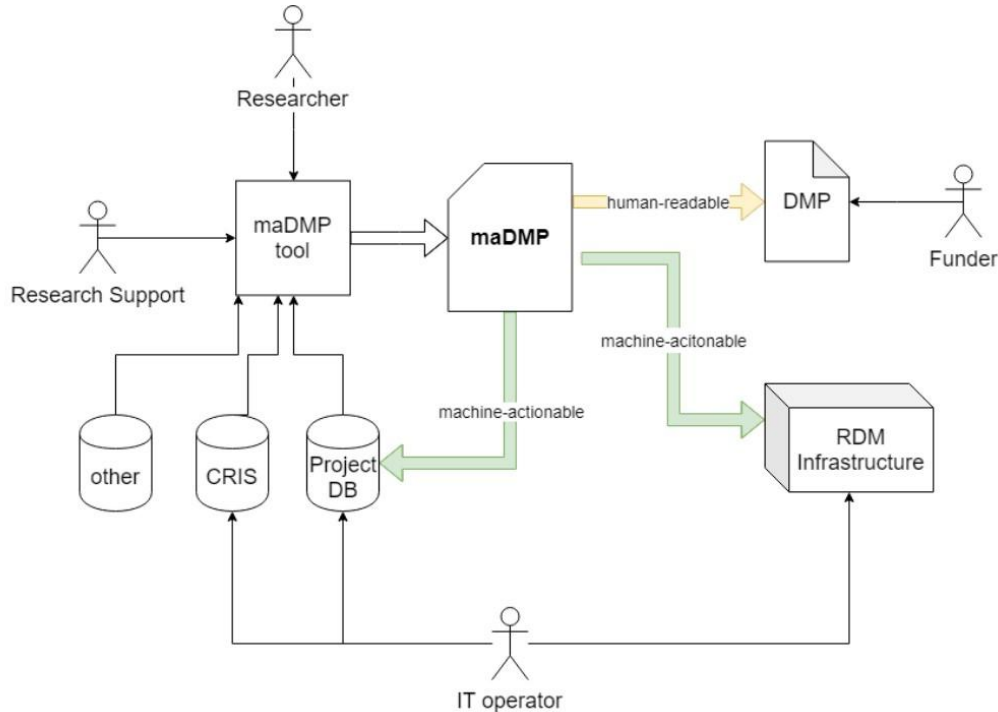 Researcher
maDMP
tool
Research Support
maDMP
human-readable
DMP
Funder
machine-acitonable
machine-actionable
other
CRIS
Project
DB
RDM
Infrastructure
IT operator